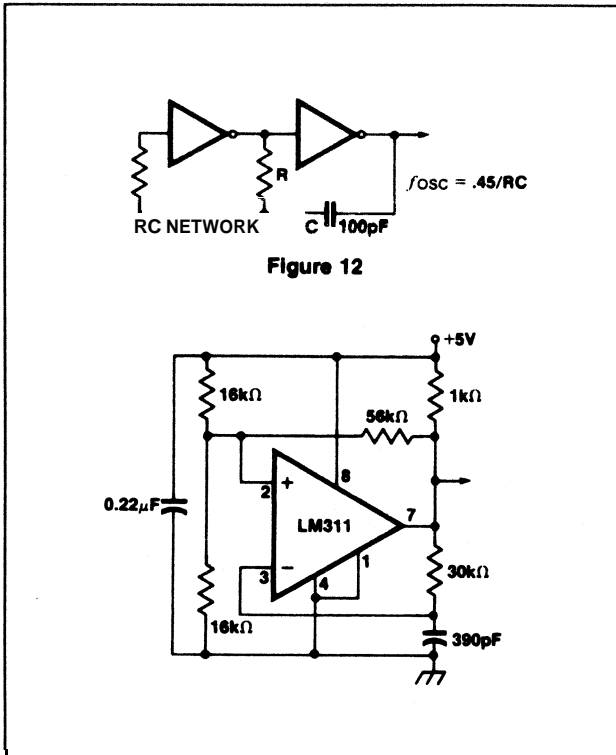 R
fOSC = .45/RC
RC NETWORK
C
100pF
Figure 12
+5V
16kΩ
1kΩ
56kΩ
8
2
+
0.22µF
LM311
7
3
−
4
1
30kΩ
16kΩ
390pF